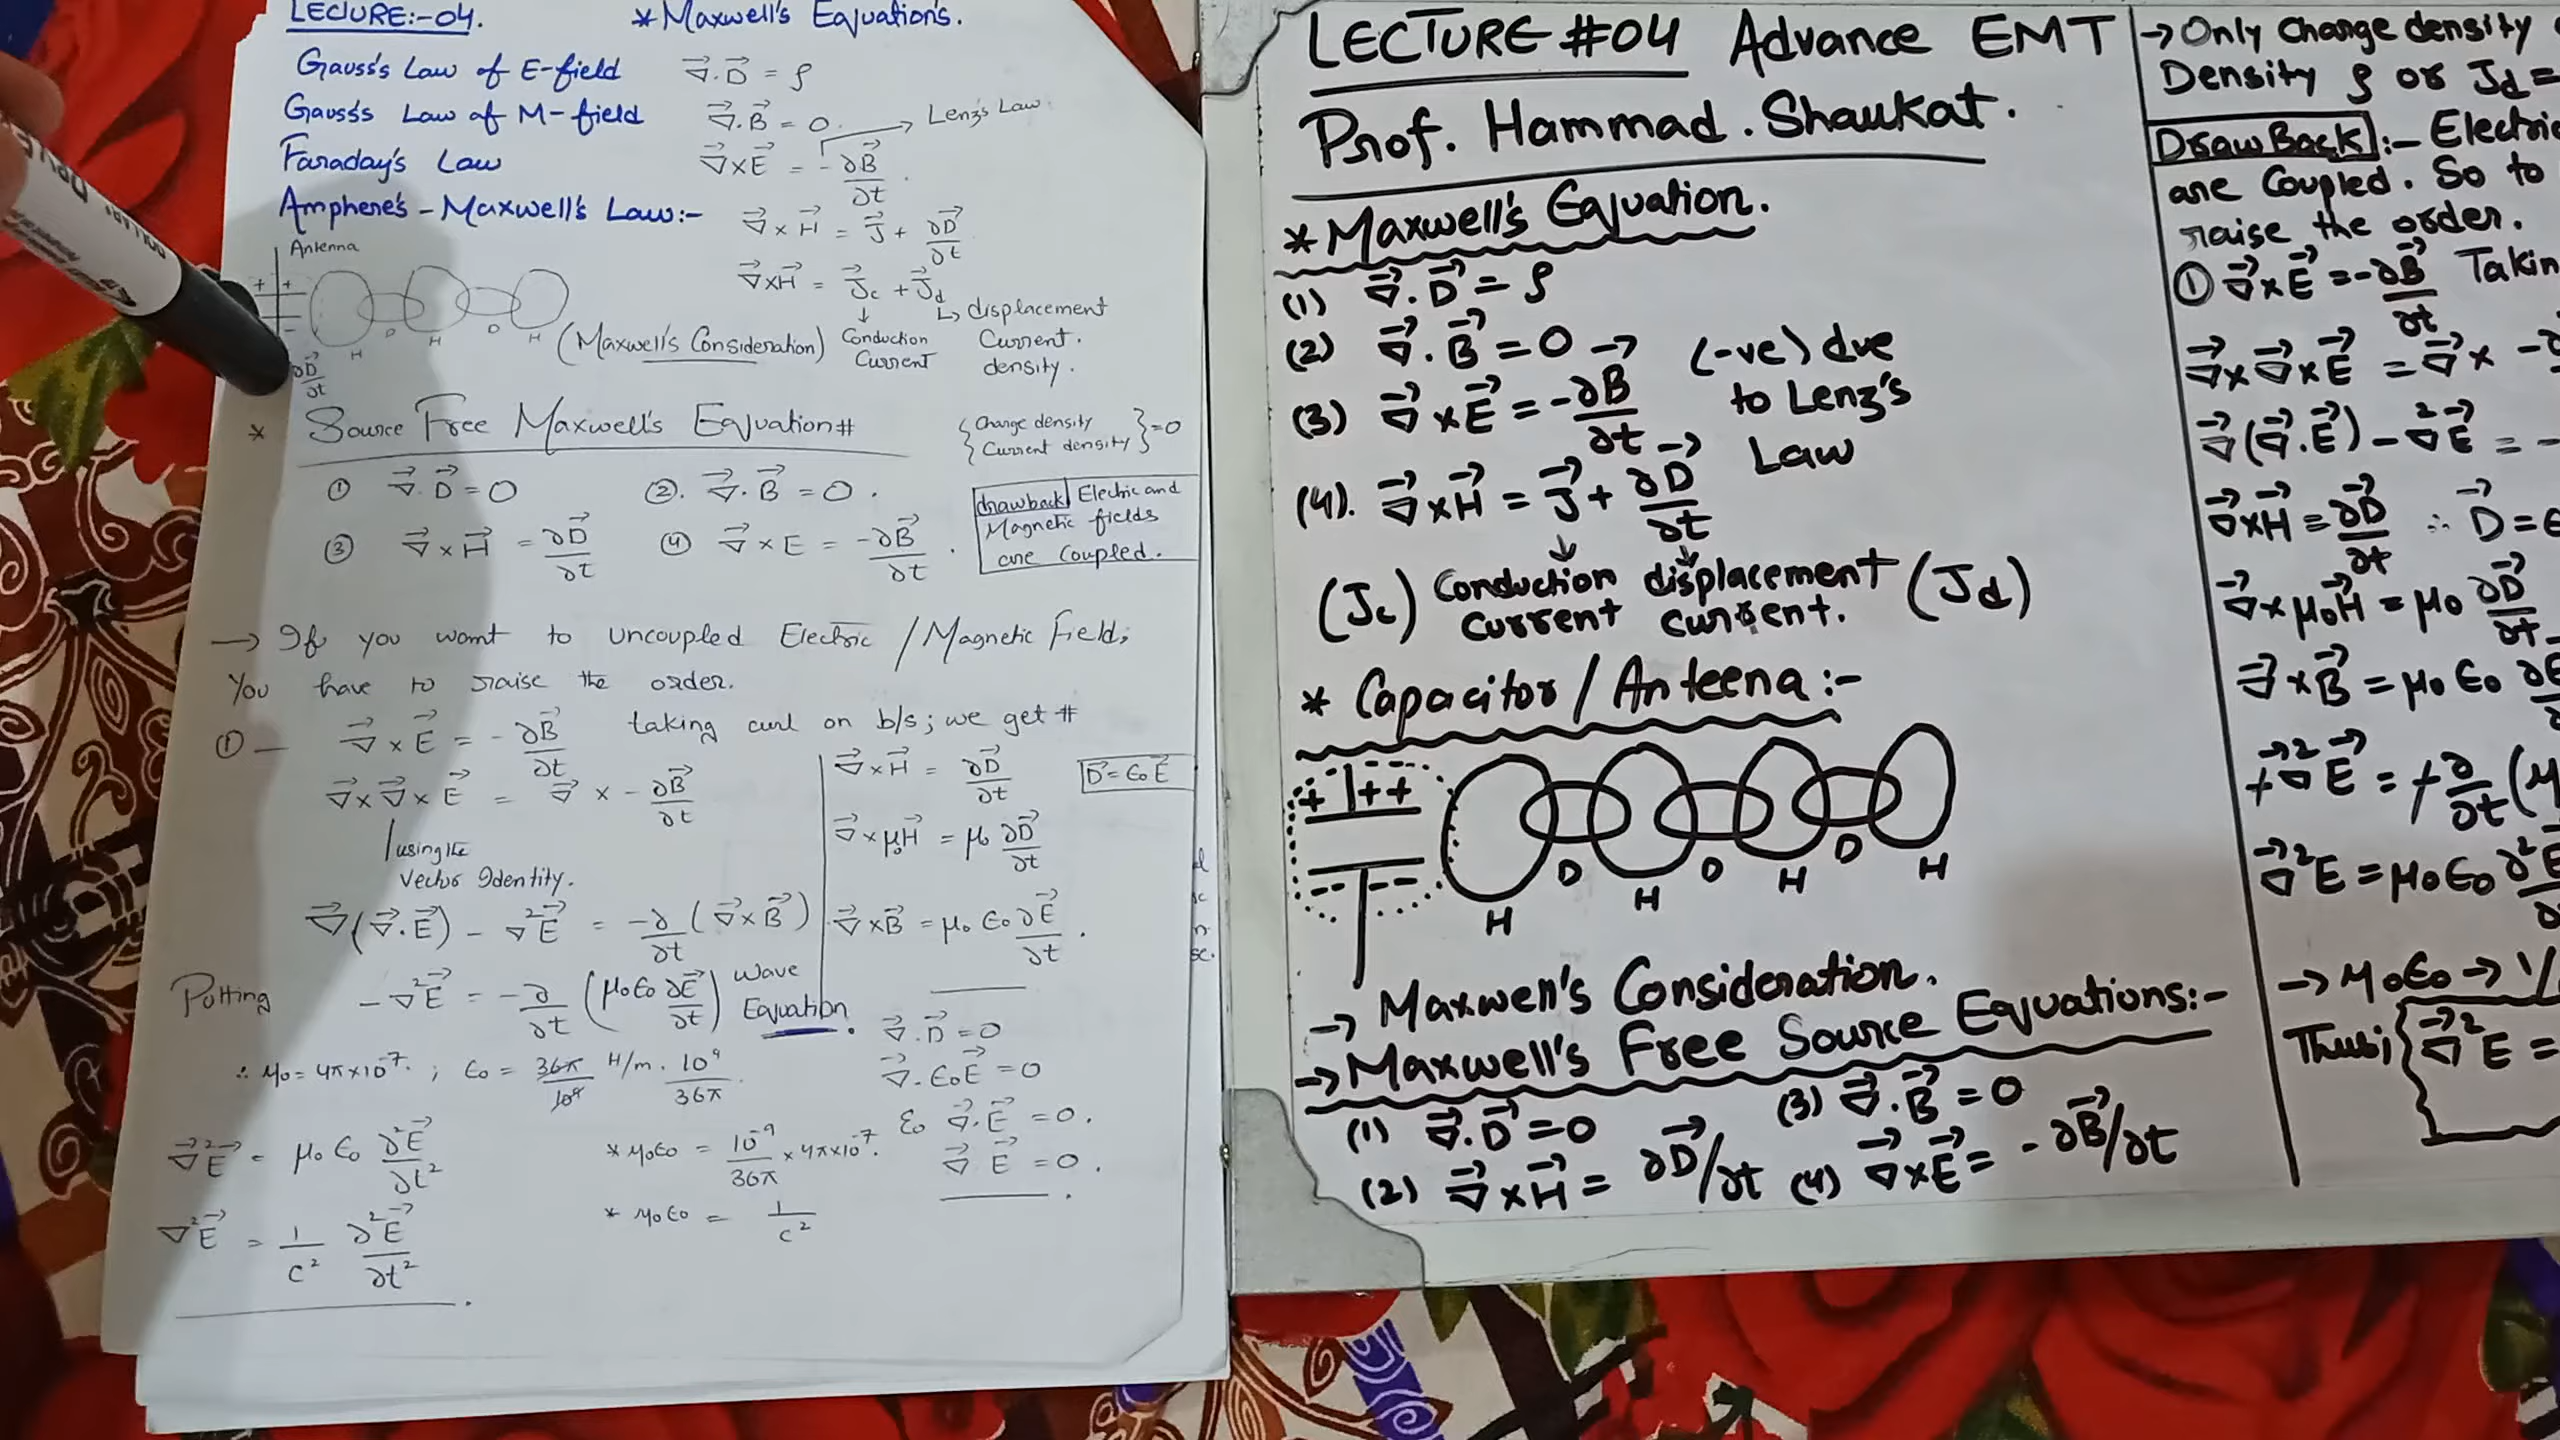 LECTURE:-04. *Maxwell's Equation's.
Gauss's Law of E-field ∇⃗.D⃗ = ρ
Gauss's Law of M-field ∇⃗.B⃗ = 0. → Lenz's Law.
Faraday's Law ∇⃗×E⃗ = -∂B⃗/∂t.
Amphere's-Maxwell's Law:- ∇⃗×H⃗ = J⃗ + ∂D⃗/∂t
Antenna
∇⃗×H⃗ = J⃗c + J⃗d
+ +
D D
H H H
(Maxwell's Consideration) ↓ Conduction Current
↳ displacement Current. density.
∂D⃗/∂t
* Source Free Maxwell's Equation#
{Charge density
Current density}=0
① ∇⃗.D⃗ = 0 ②. ∇⃗.B⃗ = 0.
③ ∇⃗×H⃗ = ∂D⃗/∂t ④ ∇⃗×E = -∂B⃗/∂t.
drawback| Electric and
Magnetic fields
are Coupled.
→ If you want to uncoupled Electric / Magnetic Field;
You have to raise the order.
①— ∇⃗×E⃗ = -∂B⃗/∂t taking curl on b/s; we get #
∇⃗×∇⃗×E⃗ = ∇⃗ × -∂B⃗/∂t
using the
Vector Identity.
∇⃗(∇⃗.E⃗) - ∇²E⃗ = -∂/∂t (∇⃗×B⃗)
∇⃗×H⃗ = ∂D⃗/∂t
D⃗=ϵ₀E⃗
∇⃗×μ₀H⃗ = μ₀ ∂D⃗/∂t
∇⃗×B⃗ = μ₀ ϵ₀ ∂E⃗/∂t.
Putting -∇²E⃗ = -∂/∂t (μ₀ϵ₀ ∂E⃗/∂t) Wave
Equation.
∇⃗.D⃗ = 0
∇⃗.ϵ₀E⃗ = 0
ϵ₀ ∇⃗.E⃗ = 0.
∇⃗ E⃗ = 0.
∴ μ₀=4π×10⁻⁷. ; ϵ₀ = 36π/10⁹ H/m. 10⁹/36π.
∇⃗²E⃗ = μ₀ ϵ₀ ∂²E⃗/∂t²
* μ₀ϵ₀ = 10⁻⁹/36π × 4π×10⁻⁷.
* μ₀ϵ₀ = 1/c²
∇²E⃗ = 1/c² ∂²E⃗/∂t²
LECTURE #04 Advance EMT
Prof. Hammad. Shaukat.
*Maxwell's Equation.
(1) ∇⃗.D⃗ = ρ
(2) ∇⃗.B⃗ = 0
(3) ∇⃗×E⃗ = -∂B⃗/∂t
(-ve) due
to Lenz's
Law
(4). ∇⃗×H⃗ = J⃗ + ∂D⃗/∂t
(Jc) Conduction displacement (Jd)
current current.
* Capacitor / Anteena:-
+ ++
-- --
D D D
H H H H
→ Maxwell's Consideration.
→ Maxwell's Free Source Equations:-
(1) ∇⃗.D⃗=0 (3) ∇⃗.B⃗ = 0
(2) ∇⃗×H⃗ = ∂D⃗/∂t (4) ∇⃗×E⃗ = -∂B⃗/∂t
→ Only Charge density
Density ρ or Jd =
DrawBack:- Electric
are Coupled. So to
raise the order.
① ∇⃗×E⃗ = -∂B⃗/∂t
∇⃗×∇⃗×E⃗ = ∇⃗×
∇⃗(∇⃗.E⃗) - ∇²E⃗ = -
∇⃗×H⃗ = ∂D⃗/∂t ∴ D⃗ =
∇⃗×μ₀H⃗ = μ₀ ∂D⃗/∂t
∇⃗×B⃗ = μ₀ ϵ₀
+∇²E⃗ = +∂/∂t (
∇⃗²E = μ₀ϵ₀
→ μ₀ϵ₀ → 1/
Thus; ∇⃗²E =